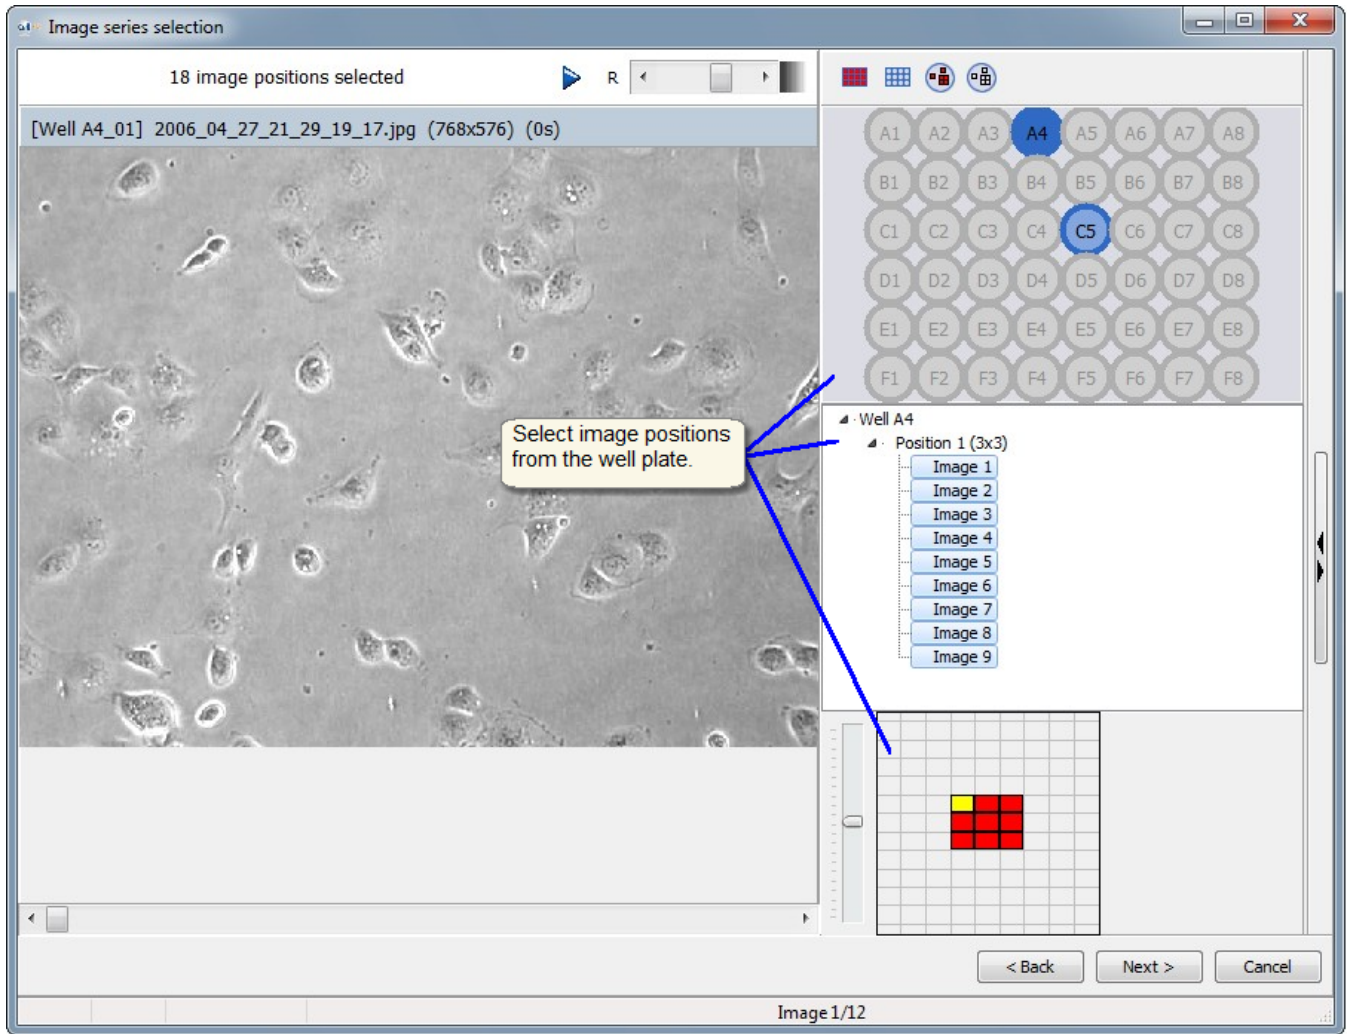 Image series selection
18 image positions selected
R
[Well A4_01] 2006_04_27_21_29_19_17.jpg (768x576) (0s)
A1 A2 A3 A4 A5 A6 A7 A8
B1 B2 B3 B4 B5 B6 B7 B8
C1 C2 C3 C4 C5 C6 C7 C8
D1 D2 D3 D4 D5 D6 D7 D8
E1 E2 E3 E4 E5 E6 E7 E8
F1 F2 F3 F4 F5 F6 F7 F8
Select image positions
from the well plate.
Well A4
Position 1 (3x3)
Image 1
Image 2
Image 3
Image 4
Image 5
Image 6
Image 7
Image 8
Image 9
< Back
Next >
Cancel
Image 1/12